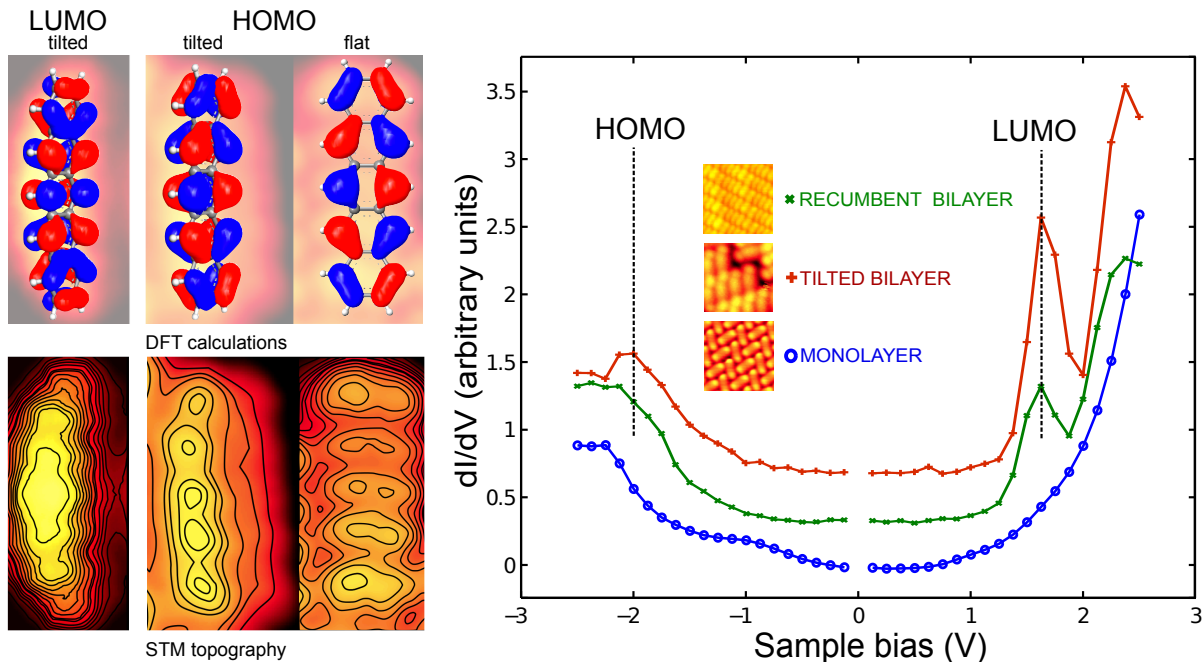 LUMO
HOMO
tilted
tilted
flat
DFT calculations
STM topography
dI/dV (arbitrary units)
3.5
3
2.5
2
1.5
1
0.5
0
HOMO
LUMO
RECUMBENT BILAYER
TILTED BILAYER
MONOLAYER
−3
−2
−1
0
1
2
3
Sample bias (V)